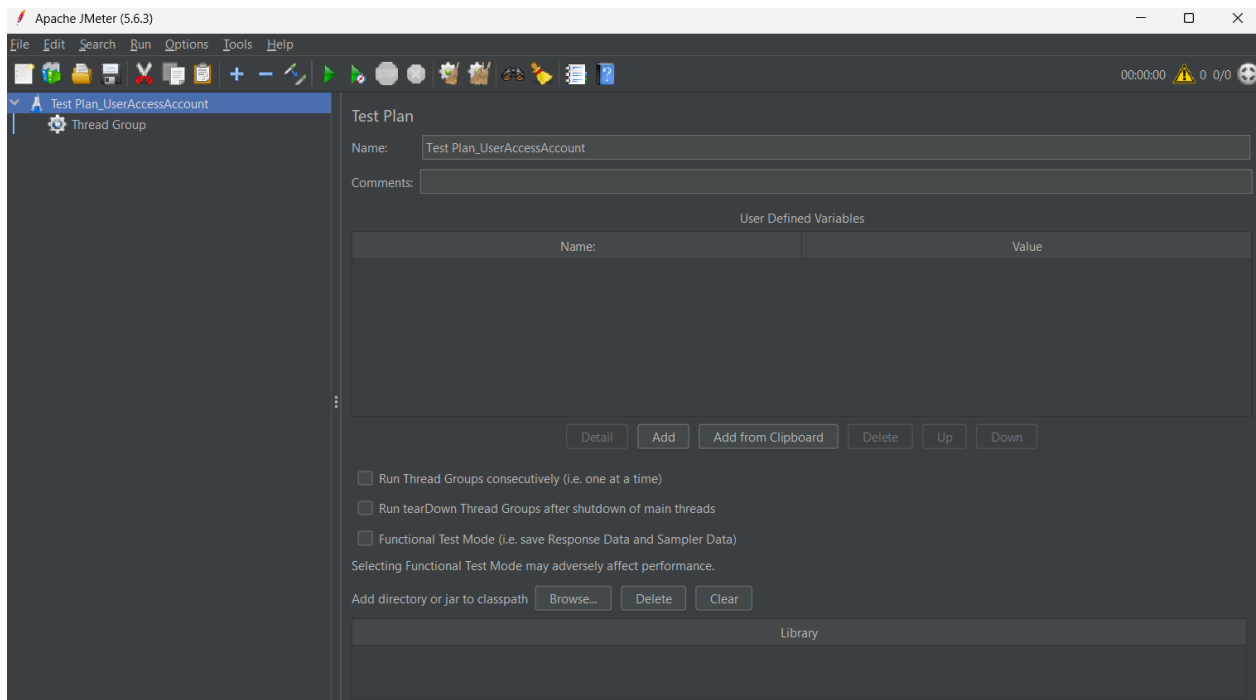 Apache JMeter (5.6.3)
File Edit Search Run Options Tools Help
00:00:00 0 0/0
Test Plan_UserAccessAccount
Thread Group
Test Plan
Name: Test Plan_UserAccessAccount
Comments:
User Defined Variables
Name: Value
Detail Add Add from Clipboard Delete Up Down
Run Thread Groups consecutively (i.e. one at a time)
Run tearDown Thread Groups after shutdown of main threads
Functional Test Mode (i.e. save Response Data and Sampler Data)
Selecting Functional Test Mode may adversely affect performance.
Add directory or jar to classpath Browse... Delete Clear
Library